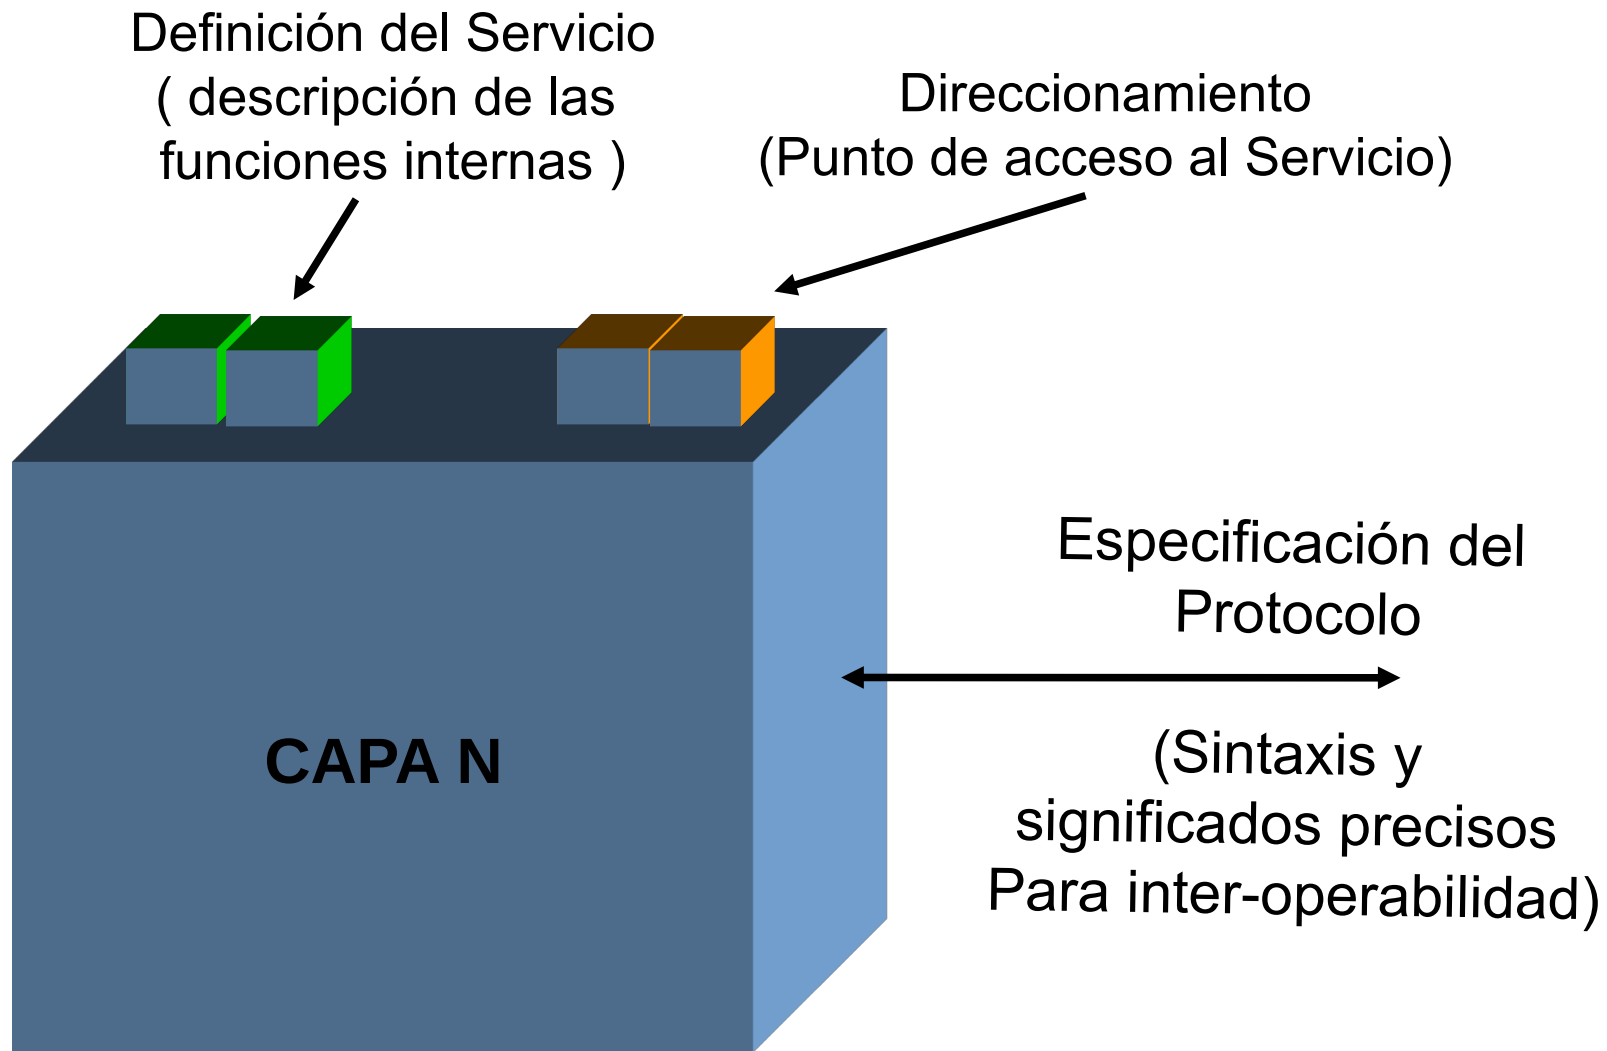 Definición del Servicio
( descripción de las
funciones internas )
Direccionamiento
(Punto de acceso al Servicio)
Especificación del
Protocolo
CAPA N
(Sintaxis y
significados precisos
Para inter-operabilidad)